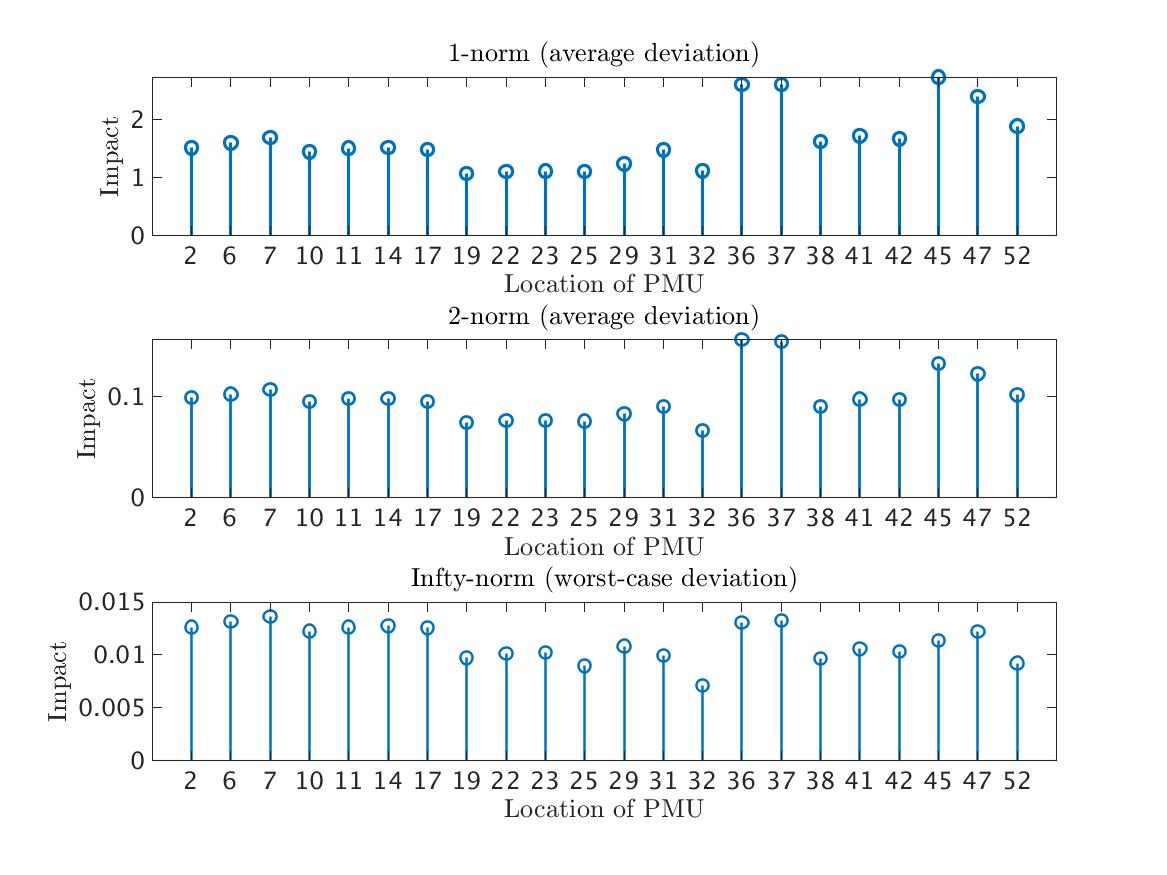 1-norm (average deviation)
2
1
0
Impact
2 6 7 10 11 14 17 19 22 23 25 29 31 32 36 37 38 41 42 45 47 52
Location of PMU
2-norm (average deviation)
0.1
0
Impact
2 6 7 10 11 14 17 19 22 23 25 29 31 32 36 37 38 41 42 45 47 52
Location of PMU
Infty-norm (worst-case deviation)
0.015
0.01
0.005
0
Impact
2 6 7 10 11 14 17 19 22 23 25 29 31 32 36 37 38 41 42 45 47 52
Location of PMU